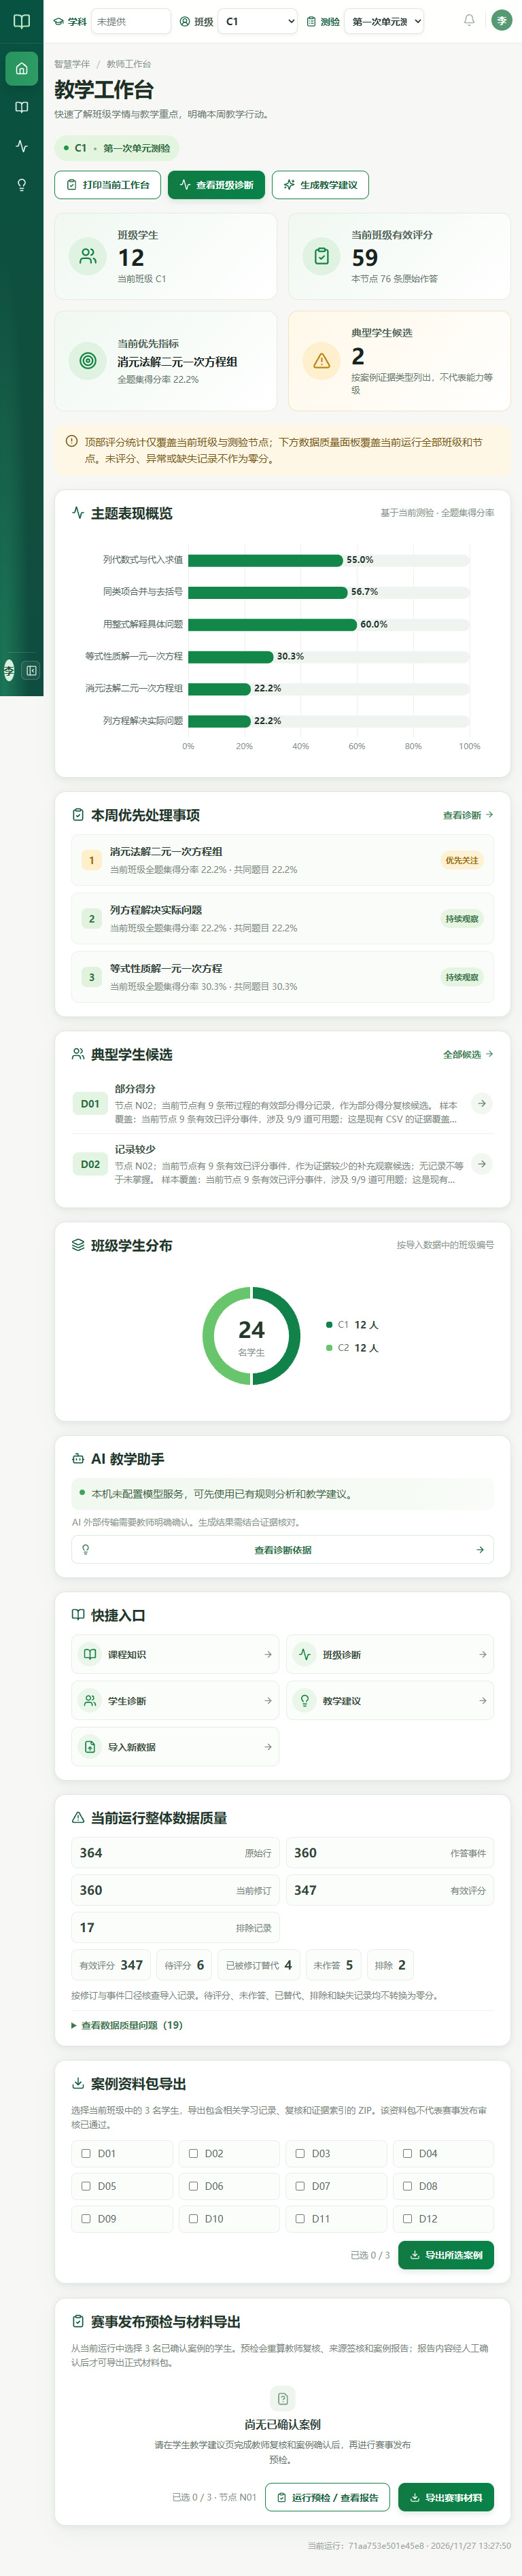 学科 未提供 班级 C1 测验 第一次单元测 李
智慧学伴 / 教师工作台
教学工作台
快速了解班级学情与教学重点，明确本周教学行动。
C1 • 第一次单元测验
打印当前工作台 查看班级诊断 生成教学建议
班级学生
12
当前班级 C1
当前班级有效评分
59
本节点 76 条原始作答
当前优先指标
消元法解二元一次方程组
全题集得分率 22.2%
典型学生候选
2
按案例证据类型列出，不代表能力等
级
顶部评分统计仅覆盖当前班级与测验节点；下方数据质量面板覆盖当前运行全部班级和节
点。未评分、异常或缺失记录不作为零分。
主题表现概览 基于当前测验 · 全题集得分率
列代数式与代入求值 55.0%
同类项合并与去括号 56.7%
用整式解释具体问题 60.0%
等式性质解一元一次方程 30.3%
李
消元法解二元一次方程组 22.2%
列方程解决实际问题 22.2%
0% 20% 40% 60% 80% 100%
本周优先处理事项 查看诊断
1 消元法解二元一次方程组
当前班级全题集得分率 22.2% · 共同题目 22.2%
优先关注
2 列方程解决实际问题
当前班级全题集得分率 22.2% · 共同题目 22.2%
持续观察
3 等式性质解一元一次方程
当前班级全题集得分率 30.3% · 共同题目 30.3%
持续观察
典型学生候选 全部候选
D01 部分得分
节点 N02；当前节点有 9 条带过程的有效部分得分记录，作为部分得分复核候选。 样本
覆盖：当前节点 9 条有效已评分事件，涉及 9/9 道可用题；这是现有 CSV 的证据覆盖...
D02 记录较少
节点 N02；当前节点有 9 条有效已评分事件，作为证据较少的补充观察候选；无记录不等
于未掌握。 样本覆盖：当前节点 9 条有效已评分事件，涉及 9/9 道可用题；这是现有...
班级学生分布 按导入数据中的班级编号
24
名学生
C1 12 人
C2 12 人
AI 教学助手
本机未配置模型服务，可先使用已有规则分析和教学建议。
AI 外部传输需要教师明确确认。生成结果需结合证据核对。
查看诊断依据
快捷入口
课程知识 班级诊断
学生诊断 教学建议
导入新数据
当前运行整体数据质量
364 原始行 360 作答事件
360 当前修订 347 有效评分
17 排除记录
有效评分 347 待评分 6 已被修订替代 4 未作答 5 排除 2
按修订与事件口径核查导入记录。待评分、未作答、已替代、排除和缺失记录均不转换为零分。
查看数据质量问题（19）
案例资料包导出
选择当前班级中的 3 名学生，导出包含相关学习记录、复核和证据索引的 ZIP。该资料包不代表赛事发布审
核已通过。
D01 D02 D03 D04
D05 D06 D07 D08
D09 D10 D11 D12
已选 0 / 3 导出所选案例
赛事发布预检与材料导出
从当前运行中选择 3 名已确认案例的学生。预检会重算教师复核、来源签核和案例报告；报告内容经人工确
认后才可导出正式材料包。
尚无已确认案例
请在学生教学建议页完成教师复核和案例确认后，再进行赛事发布
预检。
已选 0 / 3 · 节点 N01 运行预检 / 查看报告 导出赛事材料
当前运行：71aa753e501e45e8 · 2026/11/27 13:27:50